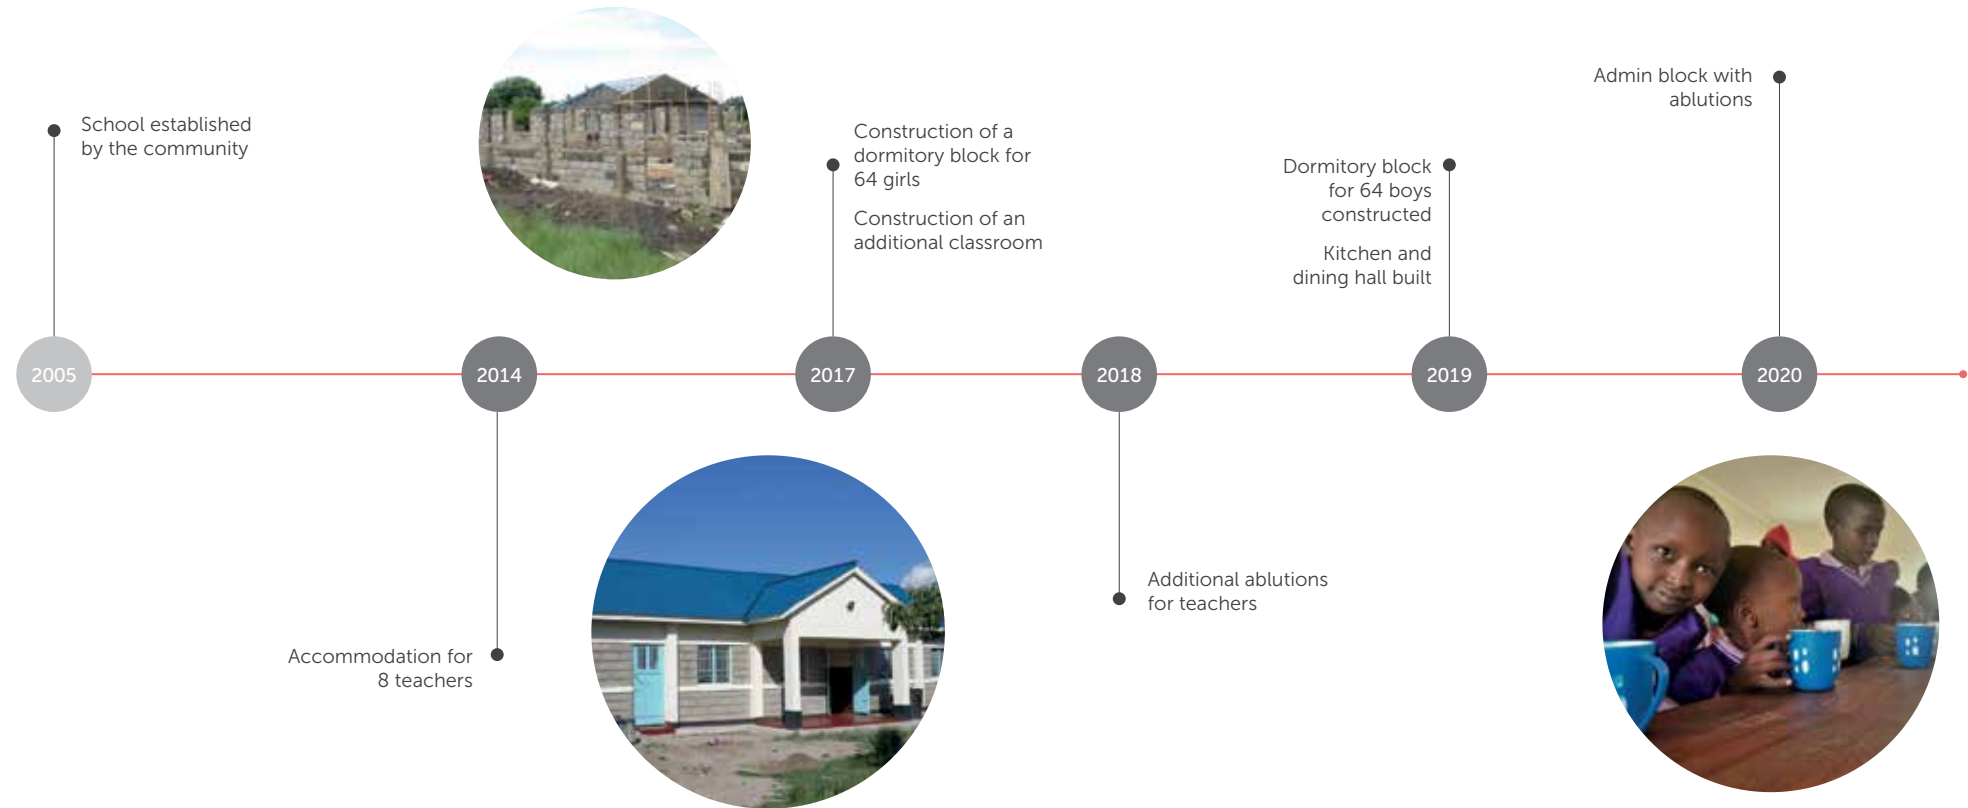 School established
by the community
2005
2014
Accommodation for
8 teachers
Construction of a
dormitory block for
64 girls
Construction of an
additional classroom
2017
2018
Additional ablutions
for teachers
Dormitory block
for 64 boys
constructed
Kitchen and
dining hall built
2019
Admin block with
ablutions
2020